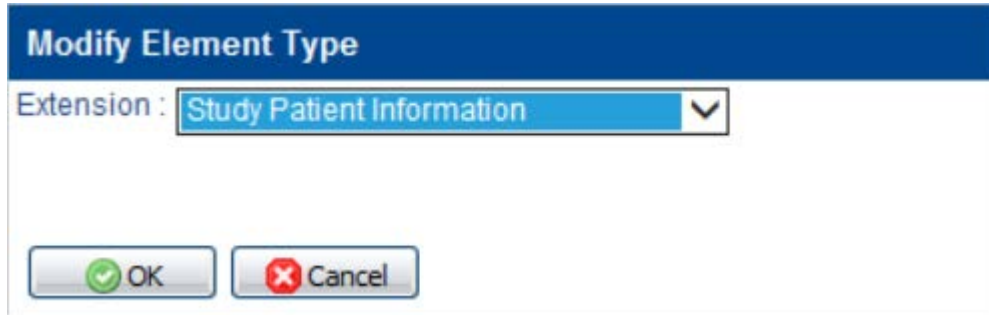 Modify Element Type
Extension : Study Patient Information
OK Cancel